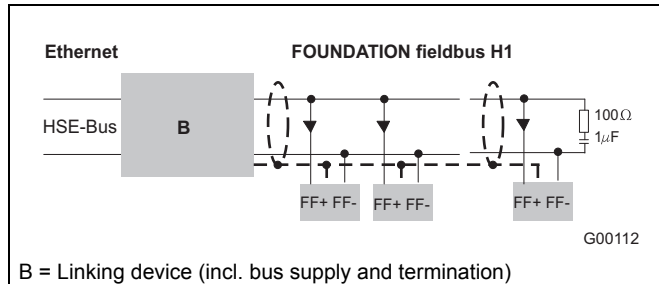 Ethernet FOUNDATION fieldbus H1
HSE-Bus B
100Ω
1μF
FF+ FF- FF+ FF- FF+ FF-
G00112
B = Linking device (incl. bus supply and termination)